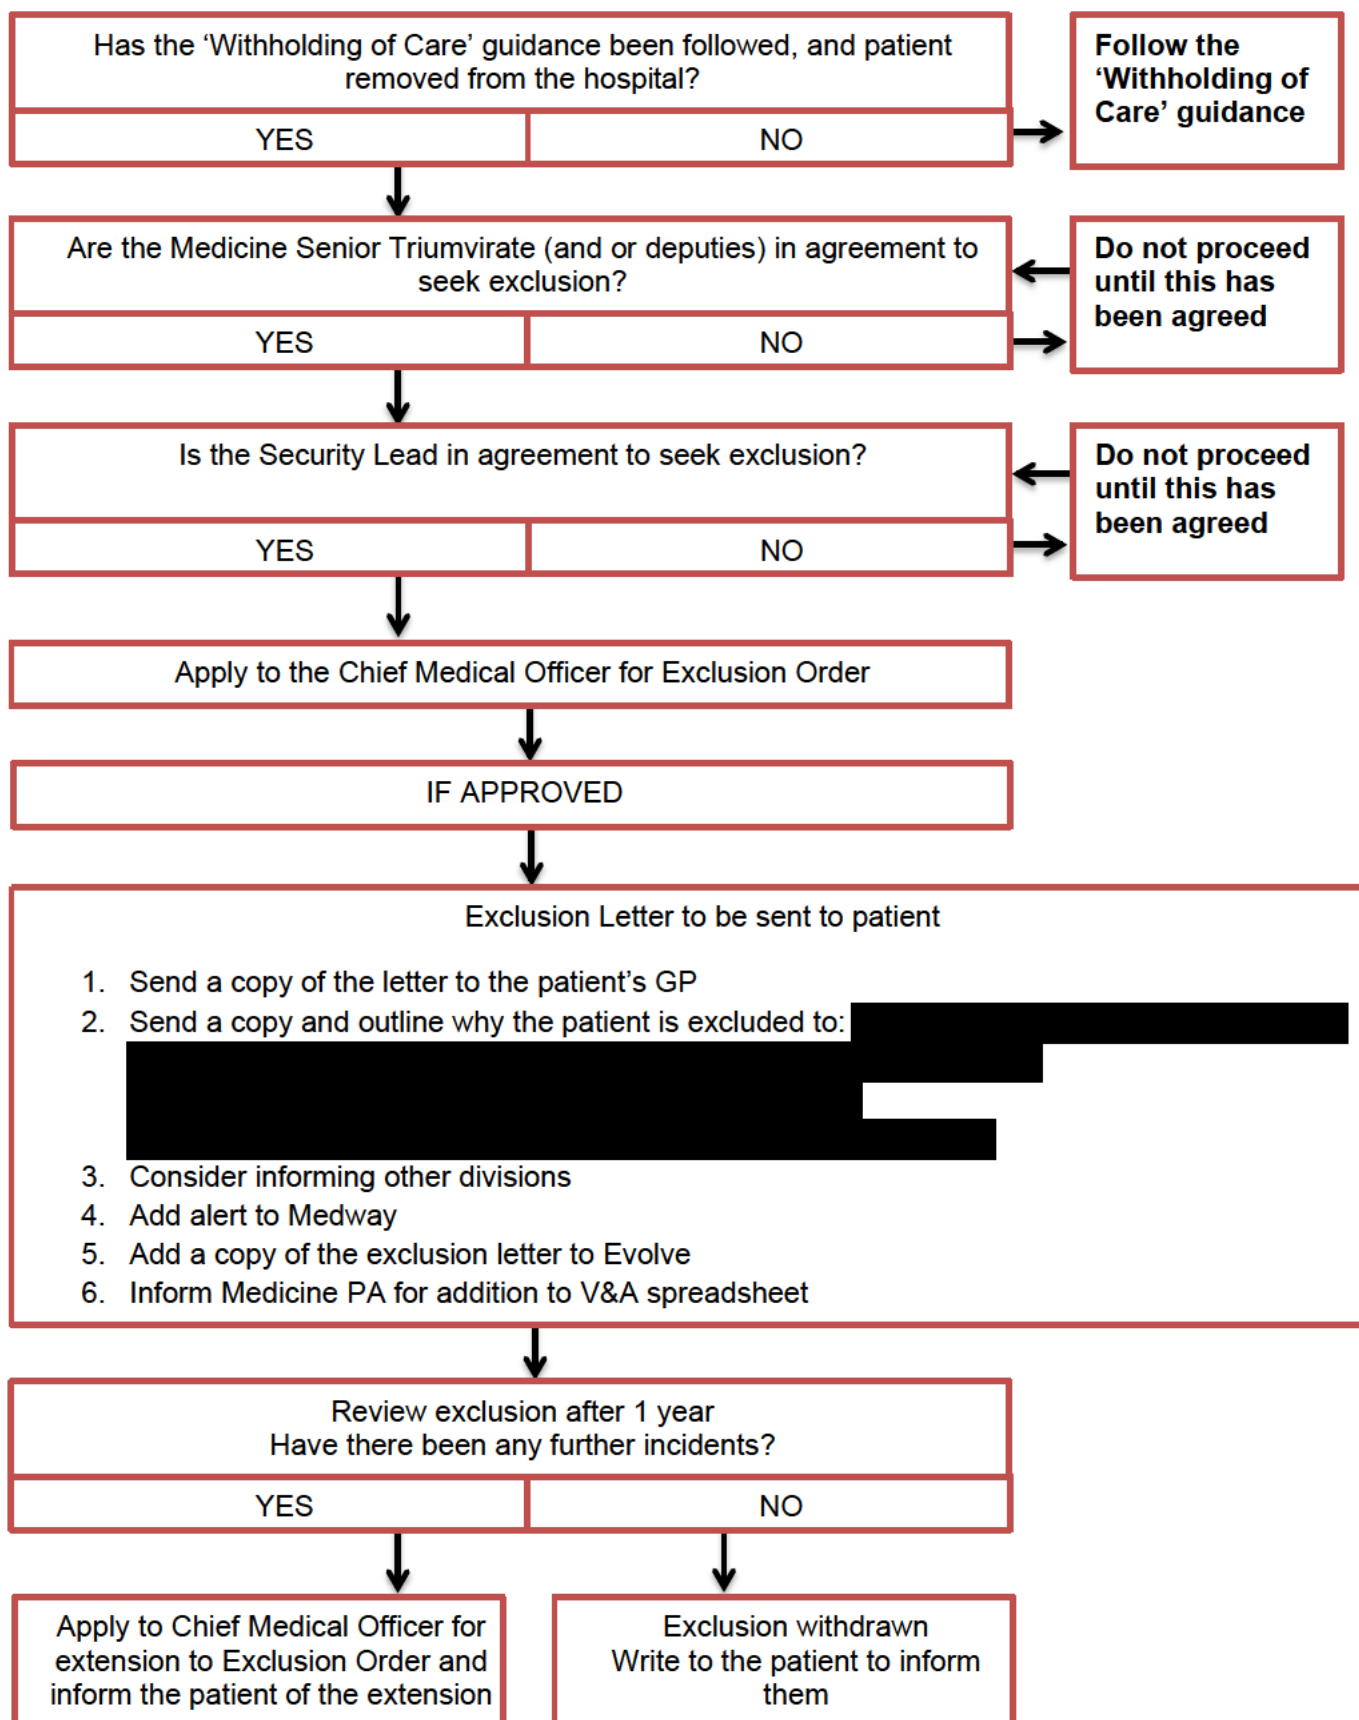 Has the ‘Withholding of Care’ guidance been followed, and patient
removed from the hospital?
YES
NO
Follow the
‘Withholding of
Care’ guidance
Are the Medicine Senior Triumvirate (and or deputies) in agreement to
seek exclusion?
YES
NO
Do not proceed
until this has
been agreed
Is the Security Lead in agreement to seek exclusion?
YES
NO
Do not proceed
until this has
been agreed
Apply to the Chief Medical Officer for Exclusion Order
IF APPROVED
Exclusion Letter to be sent to patient
1. Send a copy of the letter to the patient’s GP
2. Send a copy and outline why the patient is excluded to:
3. Consider informing other divisions
4. Add alert to Medway
5. Add a copy of the exclusion letter to Evolve
6. Inform Medicine PA for addition to V&A spreadsheet
Review exclusion after 1 year
Have there been any further incidents?
YES
NO
Apply to Chief Medical Officer for
extension to Exclusion Order and
inform the patient of the extension
Exclusion withdrawn
Write to the patient to inform
them